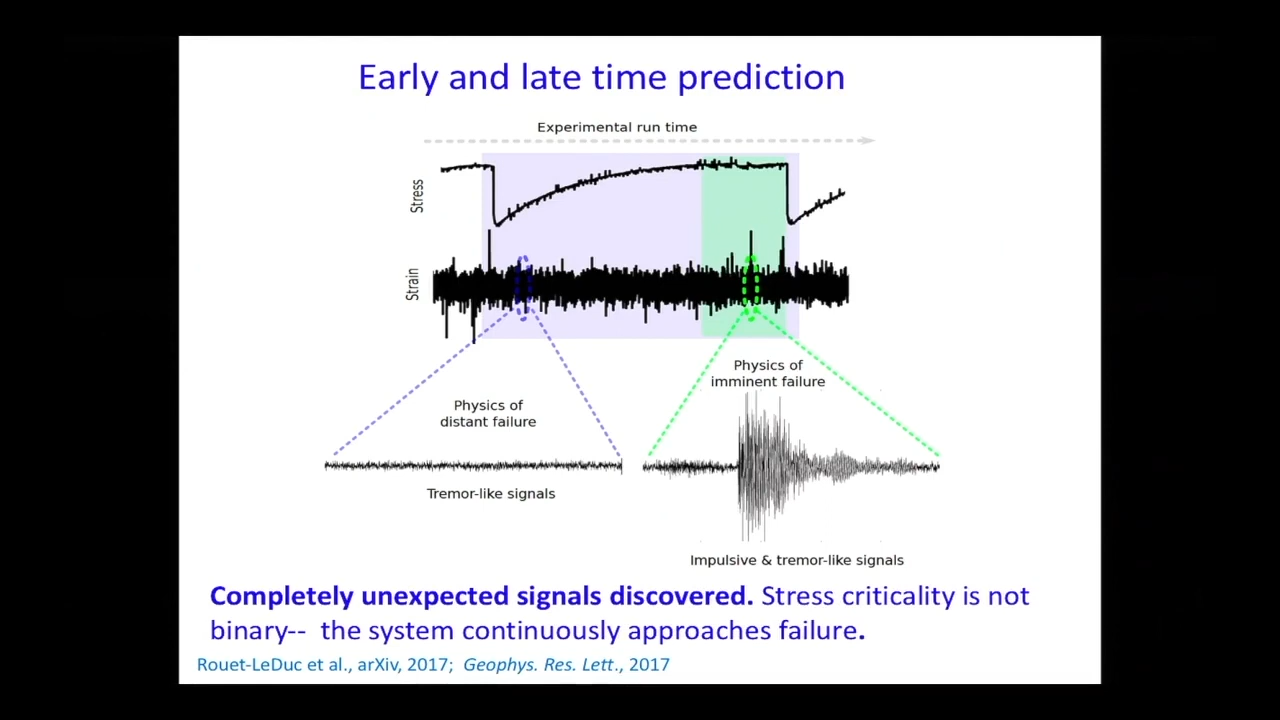 Early and late time prediction
Experimental run time
Stress
Strain
Physics of
imminent failure
Physics of
distant failure
Tremor-like signals
Impulsive & tremor-like signals
Completely unexpected signals discovered. Stress criticality is not
binary-- the system continuously approaches failure.
Rouet-LeDuc et al., arXiv, 2017; Geophys. Res. Lett., 2017